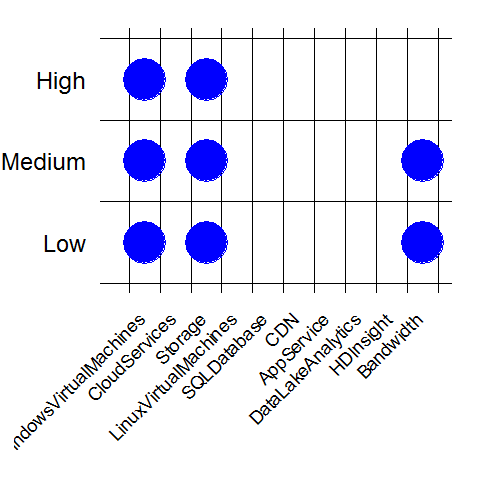 High
Medium
Low
ndowsVirtualMachines
CloudServices
Storage
LinuxVirtualMachines
SQLDatabase
CDN
AppService
DataLakeAnalytics
HDInsight
Bandwidth